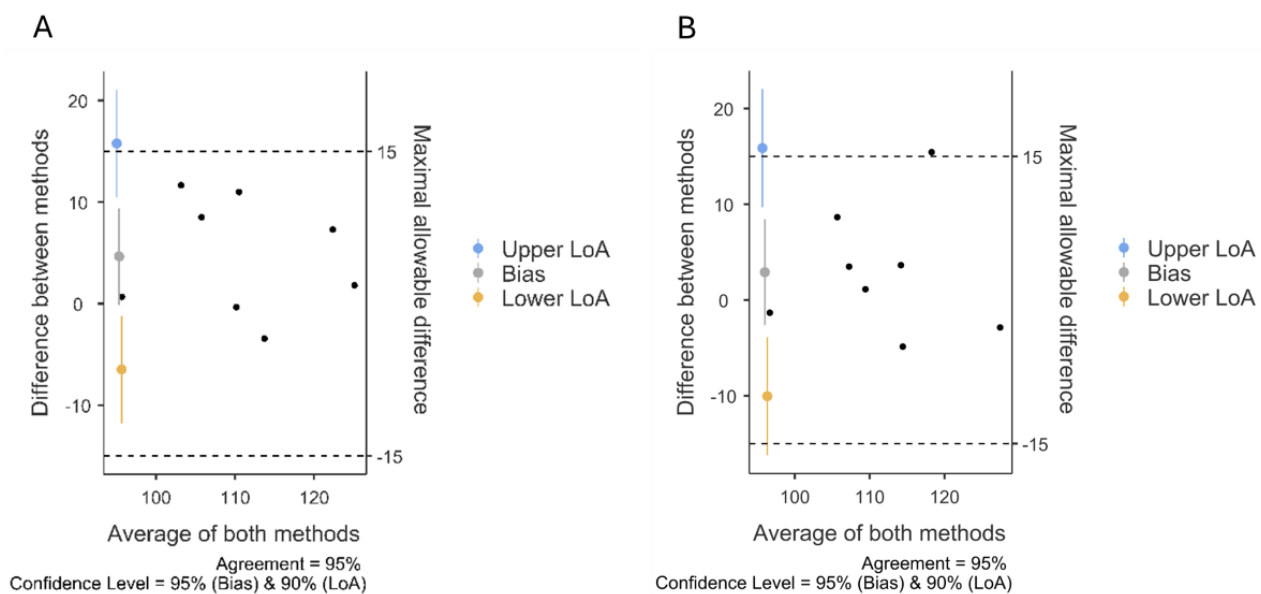 A
20
10
0
-10
Difference between methods
15
-15
Maximal allowable difference
100 110 120
Average of both methods
Agreement = 95%
Confidence Level = 95% (Bias) & 90% (LoA)
Upper LoA
Bias
Lower LoA
B
20
10
0
-10
Difference between methods
15
-15
Maximal allowable difference
100 110 120
Average of both methods
Agreement = 95%
Confidence Level = 95% (Bias) & 90% (LoA)
Upper LoA
Bias
Lower LoA